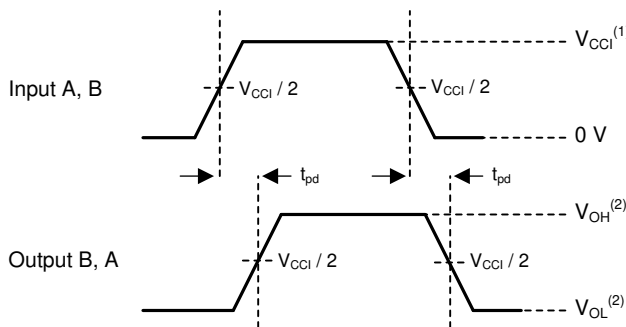 V_CCI^(1
Input A, B
V_CCI / 2
V_CCI / 2
0 V
t_pd
t_pd
V_OH^(2)
Output B, A
V_CCI / 2
V_CCI / 2
V_OL^(2)